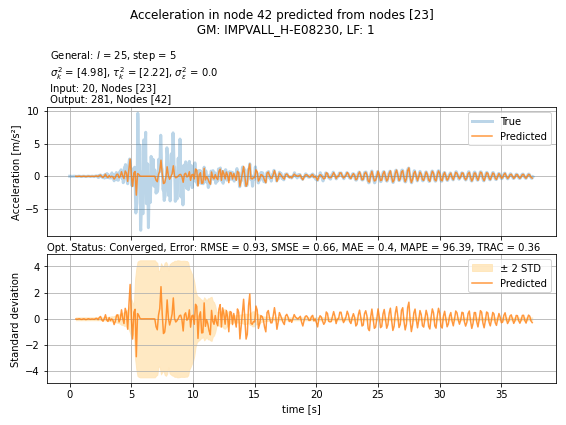 Acceleration in node 42 predicted from nodes [23]
GM: IMPVALL_H-E08230, LF: 1
General: l = 25, step = 5
σ²ₖ = [4.98], τ²ₖ = [2.22], σ²ε = 0.0
Input: 20, Nodes [23]
Output: 281, Nodes [42]
Acceleration [m/s²]
10
5
0
−5
True
Predicted
Opt. Status: Converged, Error: RMSE = 0.93, SMSE = 0.66, MAE = 0.4, MAPE = 96.39, TRAC = 0.36
Standard deviation
4
2
0
−2
−4
± 2 STD
Predicted
0 5 10 15 20 25 30 35
time [s]